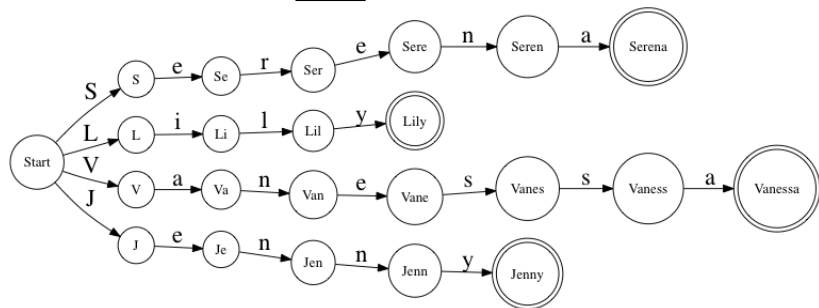 Start
S S e Se r Ser e Sere n Seren a Serena
L L i Li l Lil y Lily
V V a Va n Van e Vane s Vanes s Vaness a Vanessa
J J e Je n Jen n Jenn y Jenny